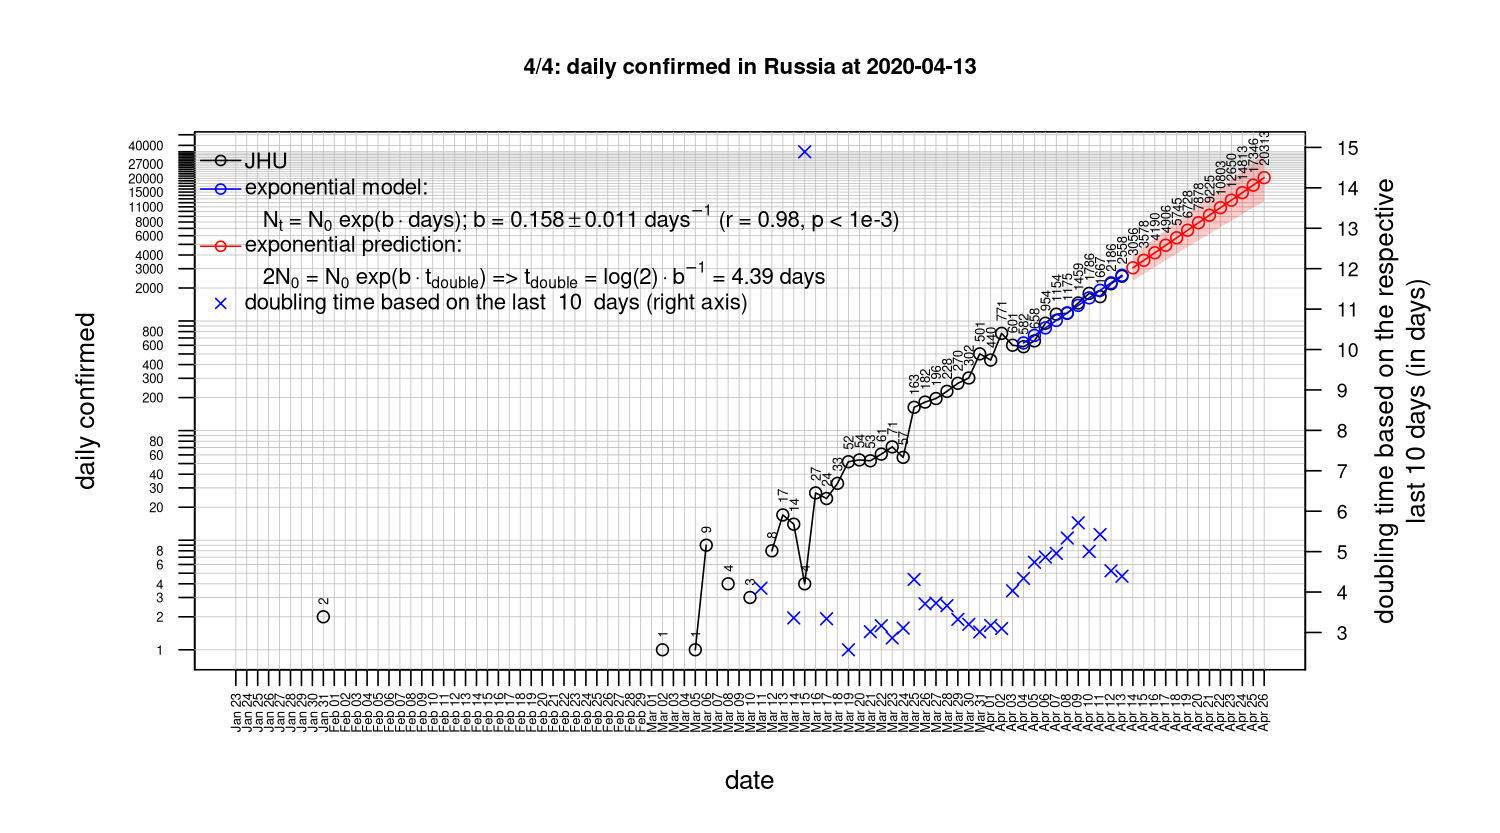 4/4: daily confirmed in Russia at 2020-04-13
JHU
exponential model:
Nt = N0 exp(b · days); b = 0.158 ± 0.011 days−1 (r = 0.98, p < 1e-3)
exponential prediction:
2N0 = N0 exp(b · tdouble) => tdouble = log(2) · b−1 = 4.39 days
doubling time based on the last 10 days (right axis)
daily confirmed
40000
27000
20000
15000
11000
8000
6000
4000
3000
2000
800
600
400
300
200
80
60
40
30
20
8
6
4
3
2
1
2
1
1
9
4
3
8
17
14
4
27
24
33
52
54
53
61
71
57
163
182
196
228
270
302
501
440
771
601
582
658
954
1154
1175
1459
1786
1667
2186
2558
3056
3578
4190
4906
5745
6728
7878
9225
10803
12650
14813
17346
20313
15
14
13
12
11
10
9
8
7
6
5
4
3
doubling time based on the respective
last 10 days (in days)
Jan 23
Jan 24
Jan 25
Jan 26
Jan 27
Jan 28
Jan 29
Jan 30
Jan 31
Feb 01
Feb 02
Feb 03
Feb 04
Feb 05
Feb 06
Feb 07
Feb 08
Feb 09
Feb 10
Feb 11
Feb 12
Feb 13
Feb 14
Feb 15
Feb 16
Feb 17
Feb 18
Feb 19
Feb 20
Feb 21
Feb 22
Feb 23
Feb 24
Feb 25
Feb 26
Feb 27
Feb 28
Feb 29
Mar 01
Mar 02
Mar 03
Mar 04
Mar 05
Mar 06
Mar 07
Mar 08
Mar 09
Mar 10
Mar 11
Mar 12
Mar 13
Mar 14
Mar 15
Mar 16
Mar 17
Mar 18
Mar 19
Mar 20
Mar 21
Mar 22
Mar 23
Mar 24
Mar 25
Mar 26
Mar 27
Mar 28
Mar 29
Mar 30
Mar 31
Apr 01
Apr 02
Apr 03
Apr 04
Apr 05
Apr 06
Apr 07
Apr 08
Apr 09
Apr 10
Apr 11
Apr 12
Apr 13
Apr 14
Apr 15
Apr 16
Apr 17
Apr 18
Apr 19
Apr 20
Apr 21
Apr 22
Apr 23
Apr 24
Apr 25
Apr 26
date